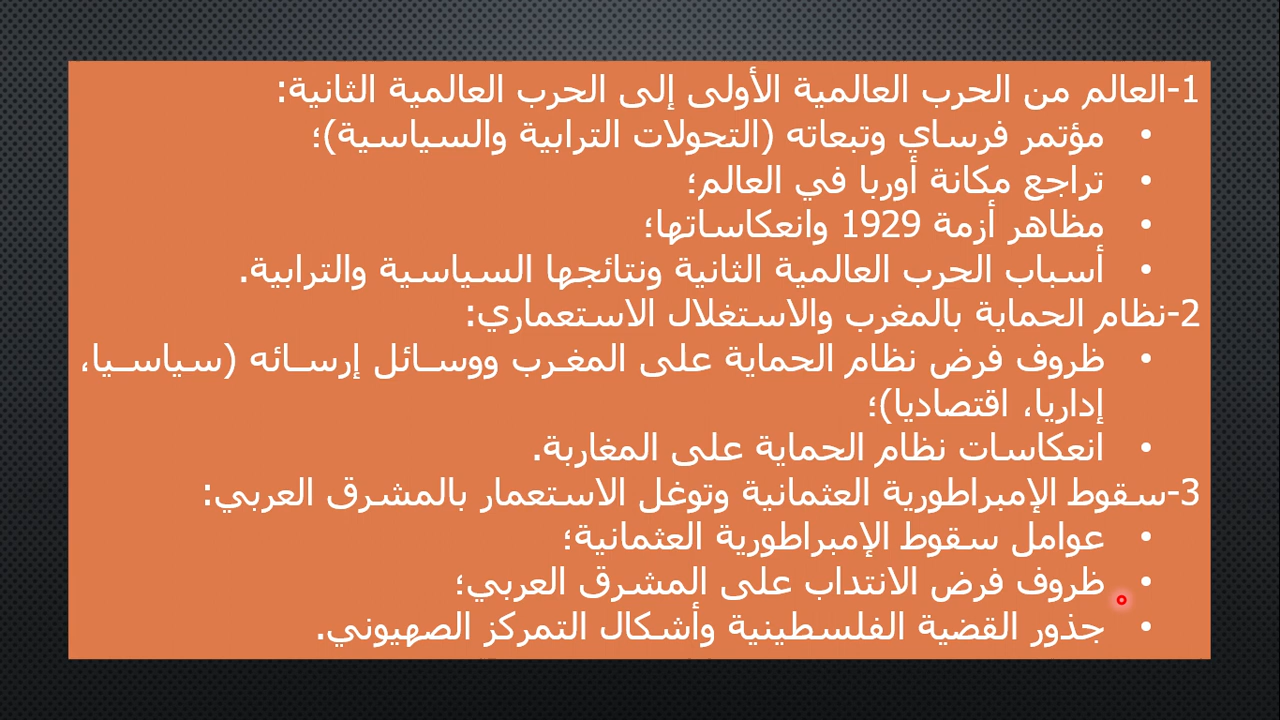 1-العالم من الحرب العالمية الأولى إلى الحرب العالمية الثانية:
• مؤتمر فرساي وتبعاته (التحولات الترابية والسياسية)؛
• تراجع مكانة أوربا في العالم؛
• مظاهر أزمة 1929 وانعكاساتها؛
• أسباب الحرب العالمية الثانية ونتائجها السياسية والترابية.
2-نظام الحماية بالمغرب والاستغلال الاستعماري:
• ظروف فرض نظام الحماية على المغرب ووسائل إرسائه (سياسيا،
إداريا، اقتصاديا)؛
• انعكاسات نظام الحماية على المغاربة.
3-سقوط الإمبراطورية العثمانية وتوغل الاستعمار بالمشرق العربي:
• عوامل سقوط الإمبراطورية العثمانية؛
• ظروف فرض الانتداب على المشرق العربي؛
• جذور القضية الفلسطينية وأشكال التمركز الصهيوني.